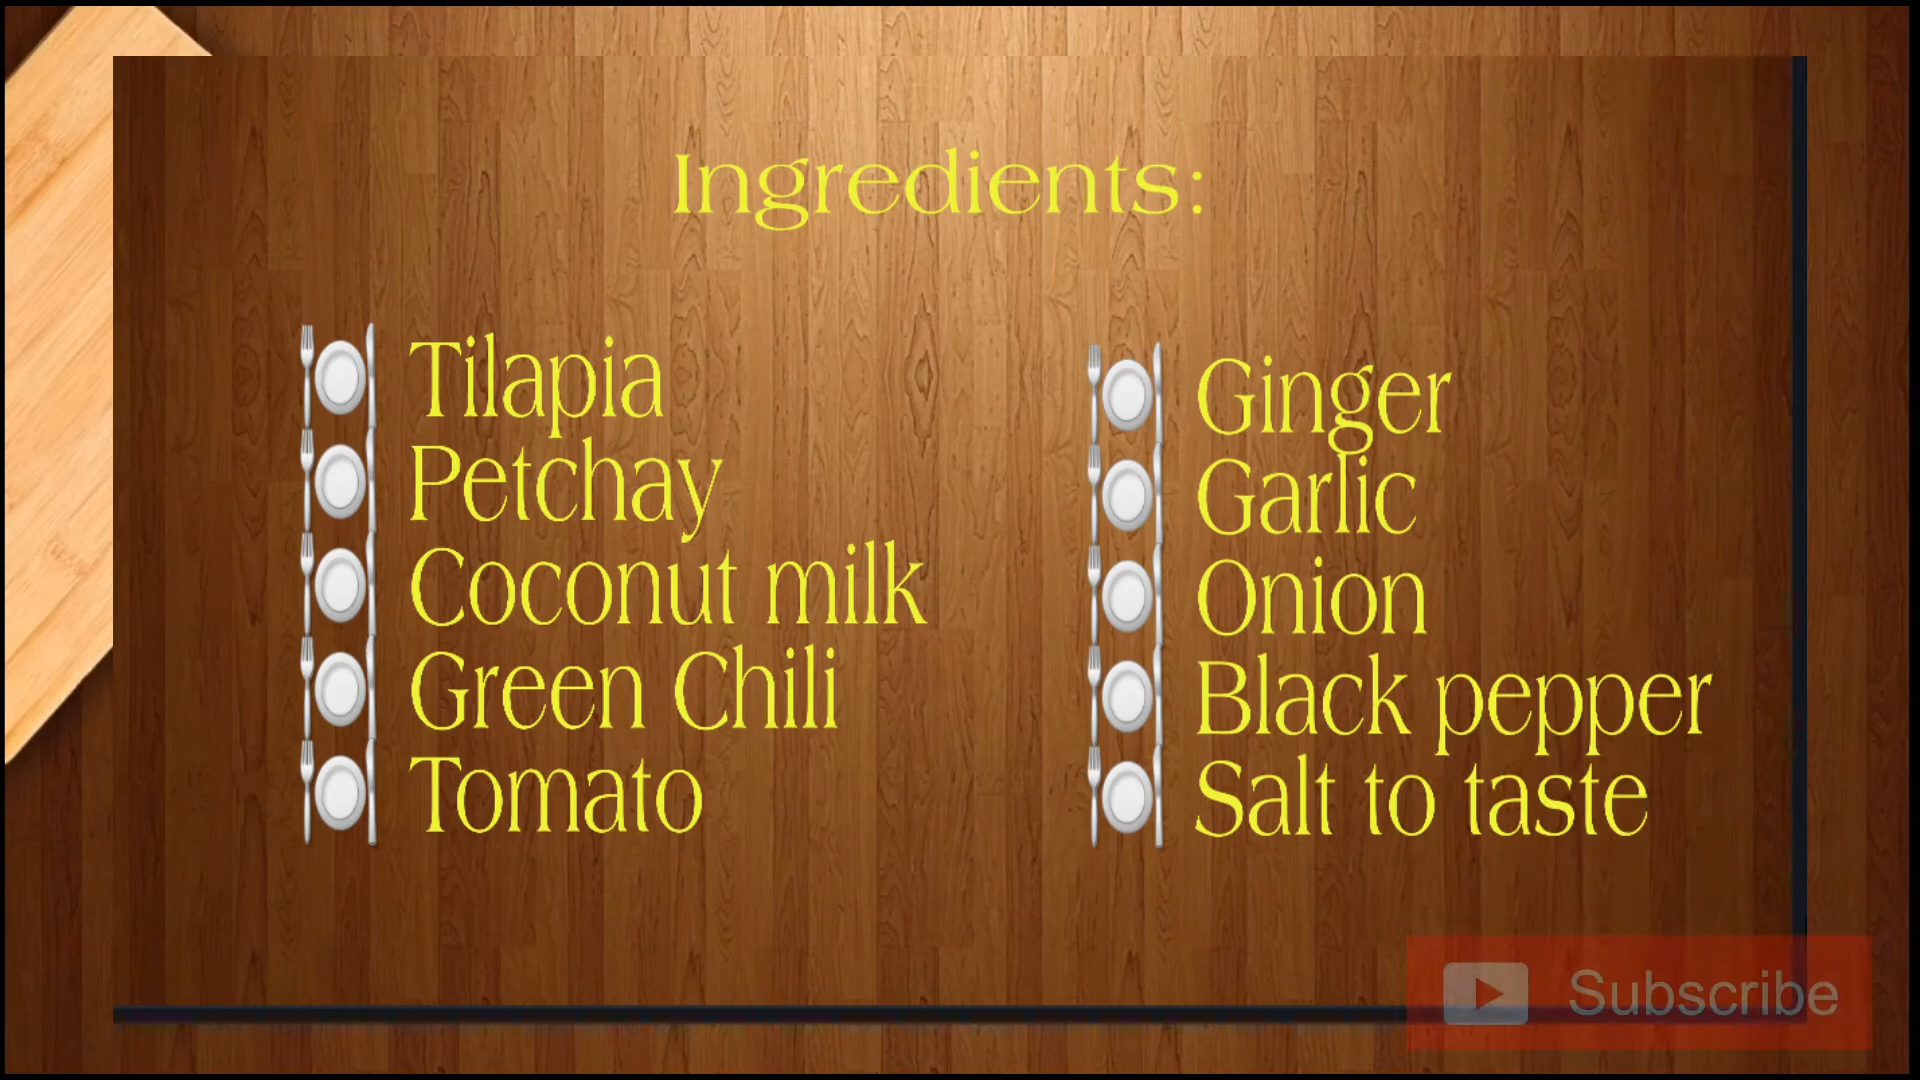 Ingredients:
Tilapia
Petchay
Coconut milk
Green Chili
Tomato
Ginger
Garlic
Onion
Black pepper
Salt to taste
Subscribe